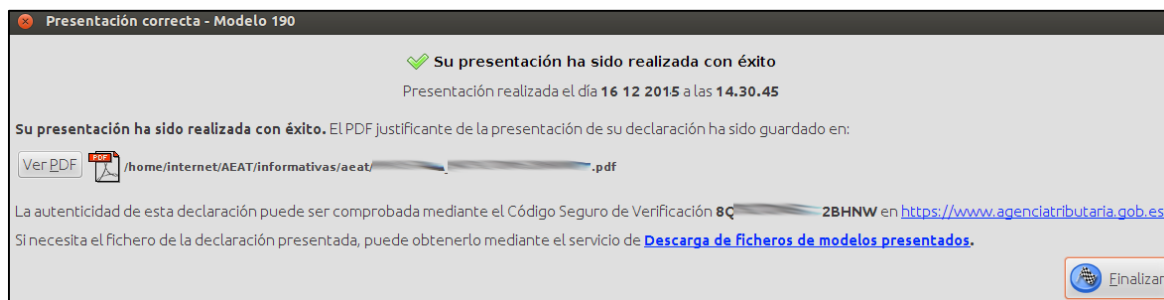 Presentación correcta - Modelo 190
Su presentación ha sido realizada con éxito
Presentación realizada el día 16 12 2015 a las 14.30.45
Su presentación ha sido realizada con éxito. El PDF justificante de la presentación de su declaración ha sido guardado en:
Ver PDF PDF /home/internet/AEAT/informativas/aeat/ .pdf
La autenticidad de esta declaración puede ser comprobada mediante el Código Seguro de Verificación 8Q 2BHNW en https://www.agenciatributaria.gob.es
Si necesita el fichero de la declaración presentada, puede obtenerlo mediante el servicio de Descarga de ficheros de modelos presentados.
Finalizar